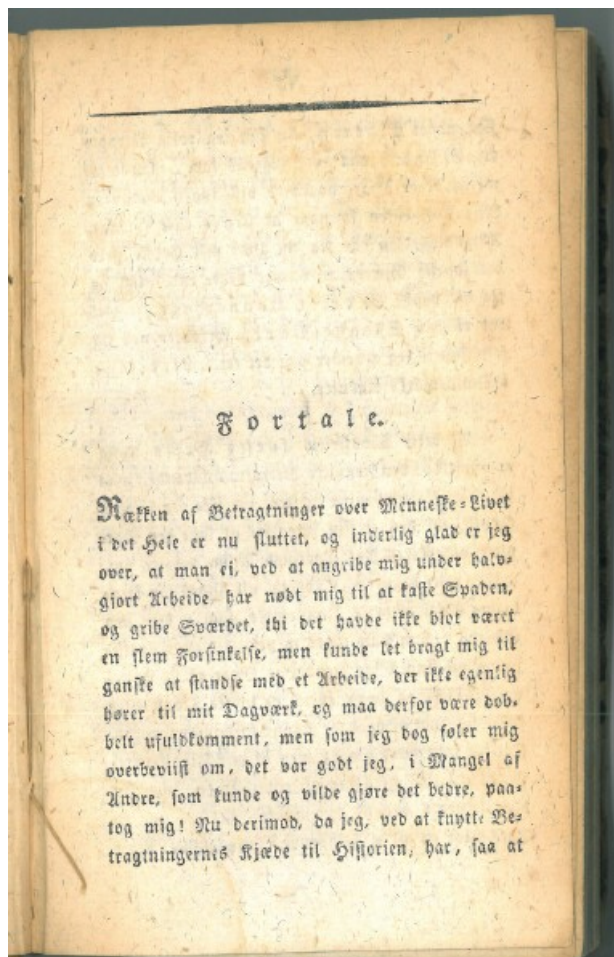 Fortale.
Rækken af Betragtninger over Menneske-Livet
i det Hele er nu sluttet, og inderlig glad er jeg
over, at man ei, ved at angribe mig under halv-
gjort Arbeide har nødt mig til at kaste Spaden,
og gribe Sværdet, thi det havde ikke blot været
en slem Forsinkelse, men kunde let bragt mig til
ganske at standse med et Arbeide, der ikke egenlig
hører til mit Dagværk, og maa derfor være dob-
belt ufuldkomment, men som jeg dog føler mig
overbeviist om, det var godt jeg, i Mangel af
Andre, som kunde og vilde gjøre det bedre, paa-
tog mig! Nu derimod, da jeg, ved at knytte Be-
tragtningernes Kjæde til Historien, har, saa at